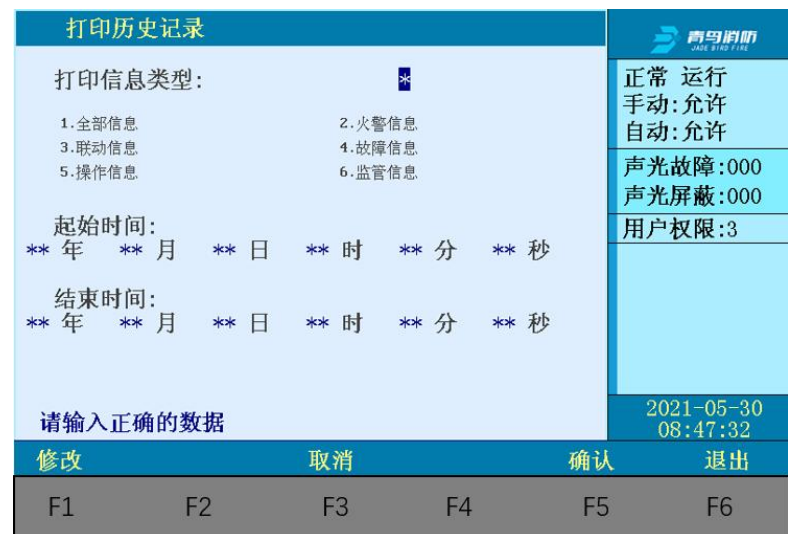 打印历史记录
青鸟消防
JADE BIRD FIRE
打印信息类型: *
1.全部信息 2.火警信息
3.联动信息 4.故障信息
5.操作信息 6.监管信息
起始时间:
** 年 ** 月 ** 日 ** 时 ** 分 ** 秒
结束时间:
** 年 ** 月 ** 日 ** 时 ** 分 ** 秒
请输入正确的数据
正常 运行
手动:允许
自动:允许
声光故障:000
声光屏蔽:000
用户权限:3
2021-05-30
08:47:32
修改 取消 确认 退出
F1 F2 F3 F4 F5 F6